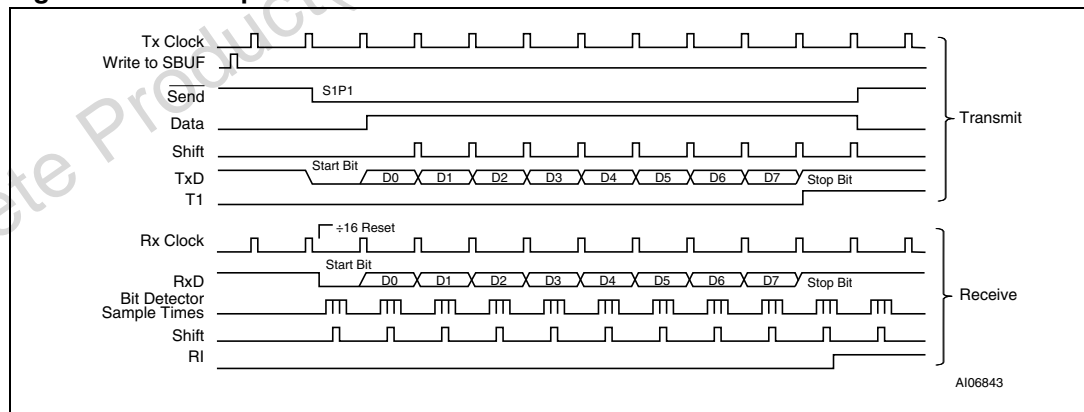 Tx Clock
Write to SBUF
Send
S1P1
Data
Shift
Start Bit
TxD
D0 D1 D2 D3 D4 D5 D6 D7 Stop Bit
T1
Transmit
÷16 Reset
Rx Clock
Start Bit
RxD
D0 D1 D2 D3 D4 D5 D6 D7 Stop Bit
Bit Detector
Sample Times
Shift
RI
Receive
AI06843